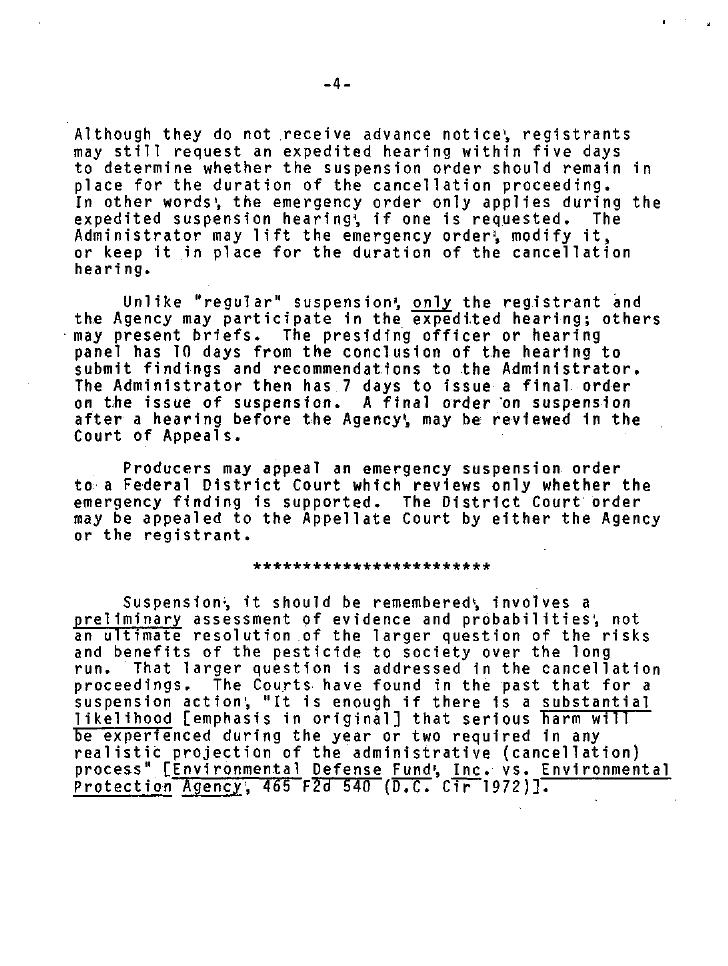 -4-
Although they do not receive advance notice, registrants
may still request an expedited hearing within five days
to determine whether the suspension order should remain in
place for the duration of the cancellation proceeding.
In other words, the emergency order only applies during the
expedited suspension hearing, if one is requested.  The
Administrator may lift the emergency order, modify it,
or keep it in place for the duration of the cancellation
hearing.
Unlike "regular" suspension, only the registrant and
the Agency may participate in the expedited hearing; others
may present briefs.  The presiding officer or hearing
panel has 10 days from the conclusion of the hearing to
submit findings and recommendations to the Administrator.
The Administrator then has 7 days to issue a final order
on the issue of suspension.  A final order on suspension
after a hearing before the Agency, may be reviewed in the
Court of Appeals.
Producers may appeal an emergency suspension order
to a Federal District Court which reviews only whether the
emergency finding is supported.  The District Court order
may be appealed to the Appellate Court by either the Agency
or the registrant.
************************
Suspension, it should be remembered, involves a
preliminary assessment of evidence and probabilities, not
an ultimate resolution of the larger question of the risks
and benefits of the pesticide to society over the long
run.  That larger question is addressed in the cancellation
proceedings.  The Courts have found in the past that for a
suspension action, "It is enough if there is a substantial
likelihood [emphasis in original] that serious harm will
be experienced during the year or two required in any
realistic projection of the administrative (cancellation)
process" [Environmental Defense Fund, Inc. vs. Environmental
Protection Agency, 465 F2d 540 (D.C. Cir 1972)].